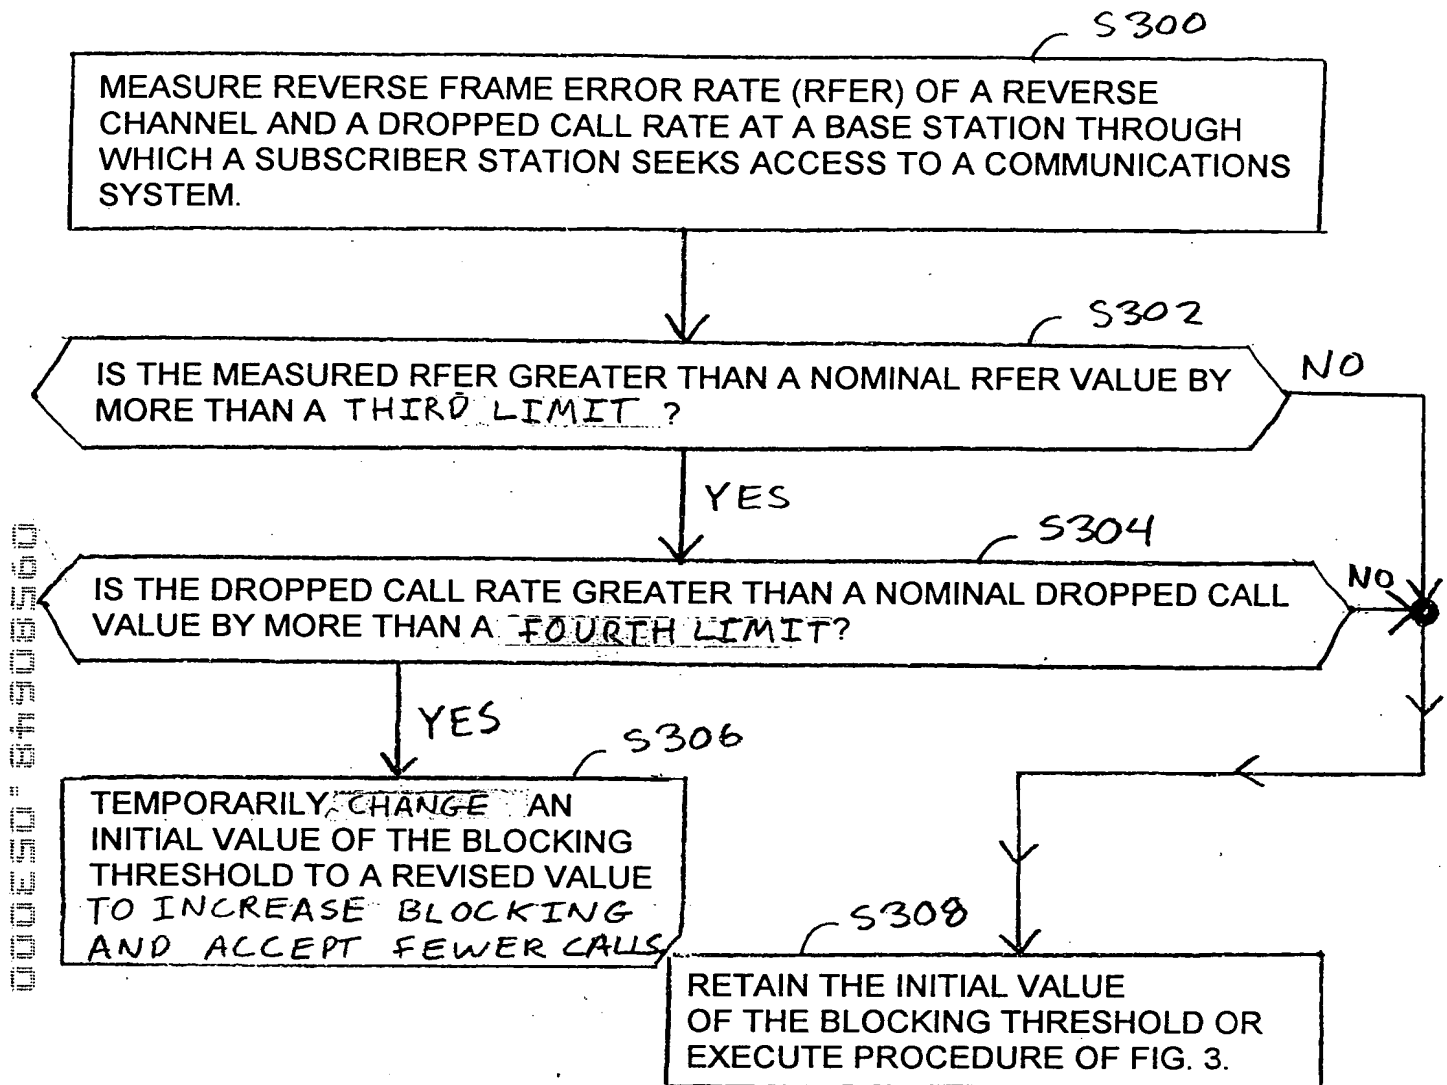 S300
MEASURE REVERSE FRAME ERROR RATE (RFER) OF A REVERSE
CHANNEL AND A DROPPED CALL RATE AT A BASE STATION THROUGH
WHICH A SUBSCRIBER STATION SEEKS ACCESS TO A COMMUNICATIONS
SYSTEM.
S302
IS THE MEASURED RFER GREATER THAN A NOMINAL RFER VALUE BY
MORE THAN A THIRD LIMIT ?
NO
YES
S304
IS THE DROPPED CALL RATE GREATER THAN A NOMINAL DROPPED CALL
VALUE BY MORE THAN A FOURTH LIMIT?
NO
YES
S306
TEMPORARILY CHANGE AN
INITIAL VALUE OF THE BLOCKING
THRESHOLD TO A REVISED VALUE
TO INCREASE BLOCKING
AND ACCEPT FEWER CALLS
S308
RETAIN THE INITIAL VALUE
OF THE BLOCKING THRESHOLD OR
EXECUTE PROCEDURE OF FIG. 3.